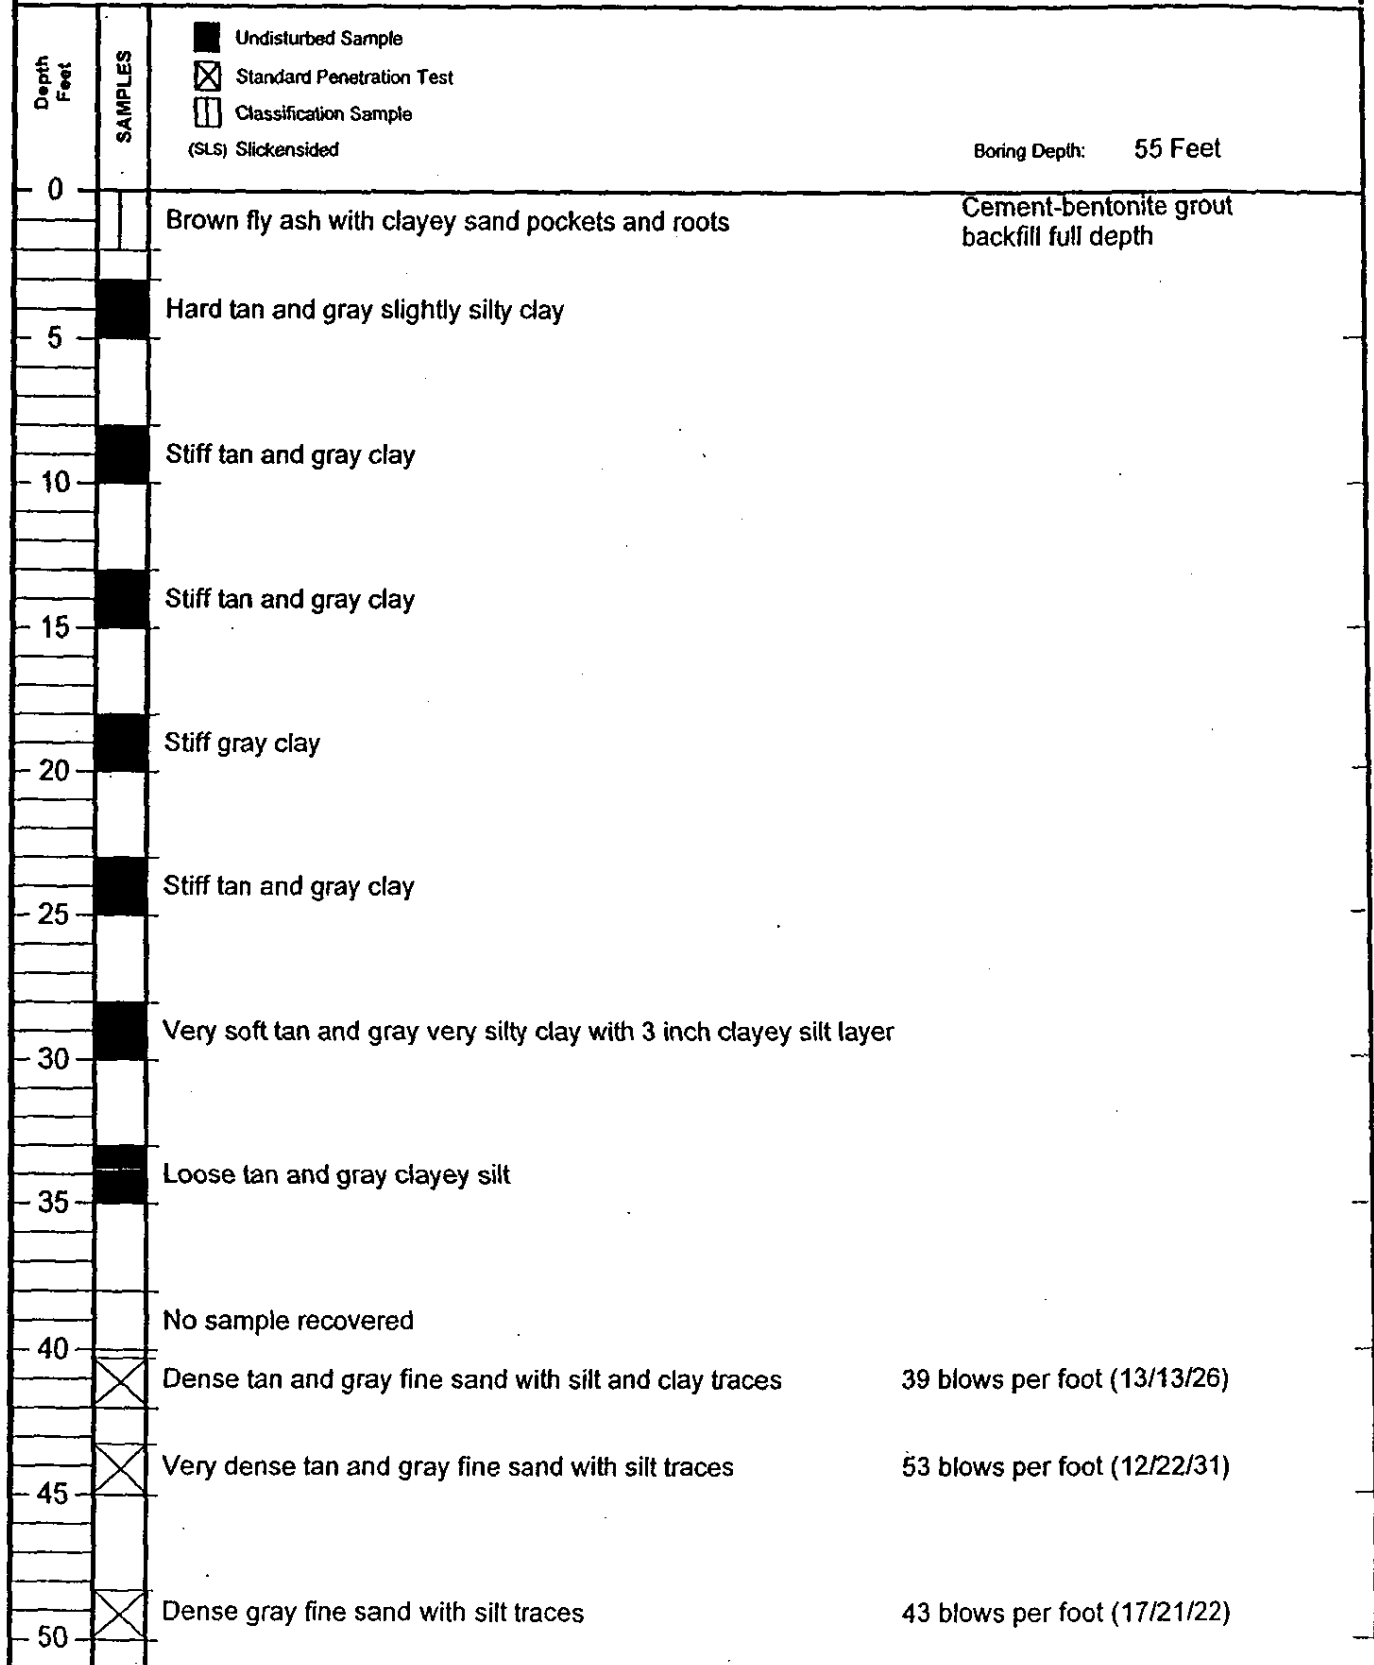 Depth
Feet
SAMPLES
Undisturbed Sample
Standard Penetration Test
Classification Sample
(SLS) Slickensided
Boring Depth: 55 Feet
0
Brown fly ash with clayey sand pockets and roots
Cement-bentonite grout
backfill full depth
Hard tan and gray slightly silty clay
5
Stiff tan and gray clay
10
Stiff tan and gray clay
15
Stiff gray clay
20
Stiff tan and gray clay
25
Very soft tan and gray very silty clay with 3 inch clayey silt layer
30
Loose tan and gray clayey silt
35
No sample recovered
40
Dense tan and gray fine sand with silt and clay traces 39 blows per foot (13/13/26)
Very dense tan and gray fine sand with silt traces 53 blows per foot (12/22/31)
45
Dense gray fine sand with silt traces 43 blows per foot (17/21/22)
50